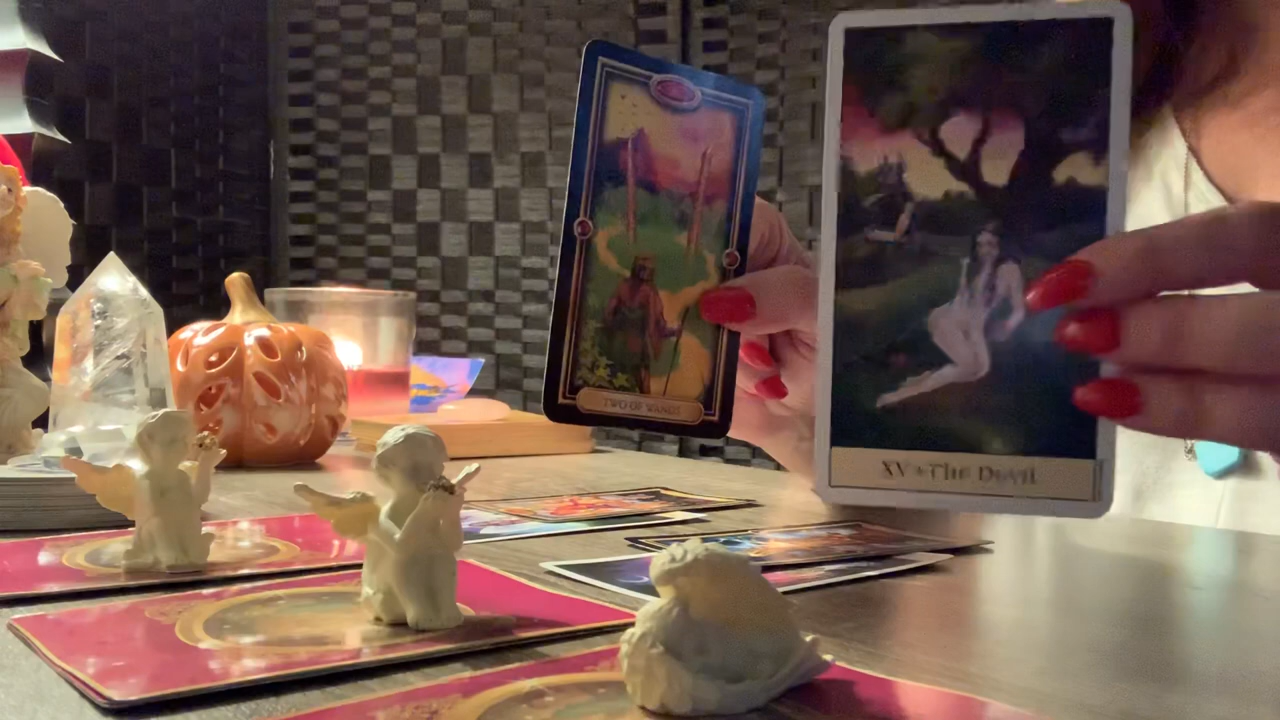 TWO OF WANDS
XV • The Devil